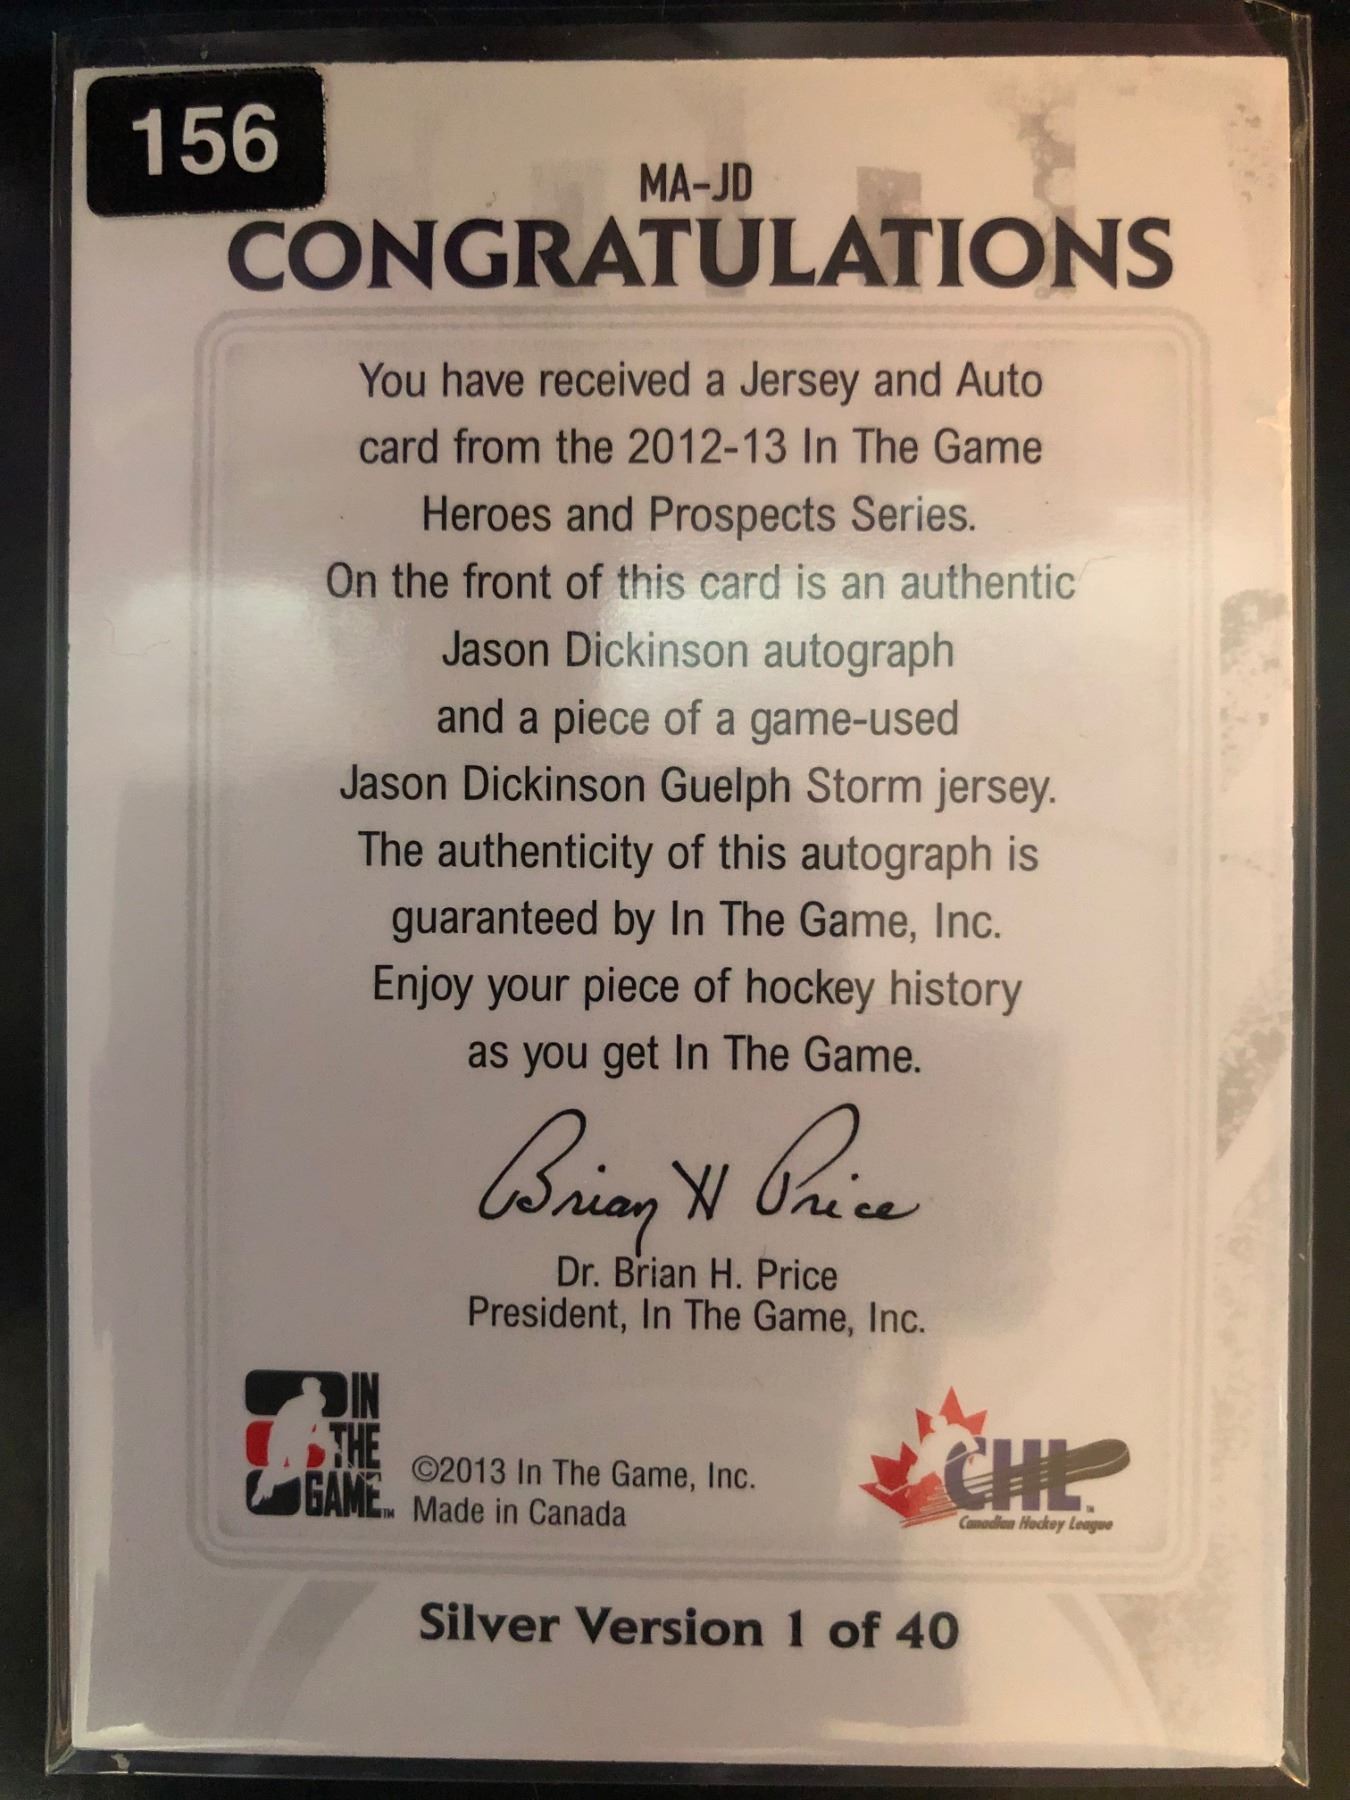 156
MA-JD
CONGRATULATIONS
You have received a Jersey and Auto
card from the 2012-13 In The Game
Heroes and Prospects Series.
On the front of this card is an authentic
Jason Dickinson autograph
and a piece of a game-used
Jason Dickinson Guelph Storm jersey.
The authenticity of this autograph is
guaranteed by In The Game, Inc.
Enjoy your piece of hockey history
as you get In The Game.
Brian H Price
Dr. Brian H. Price
President, In The Game, Inc.
IN
THE
GAME™
©2013 In The Game, Inc.
Made in Canada
CHL™
Canadian Hockey League
Silver Version 1 of 40